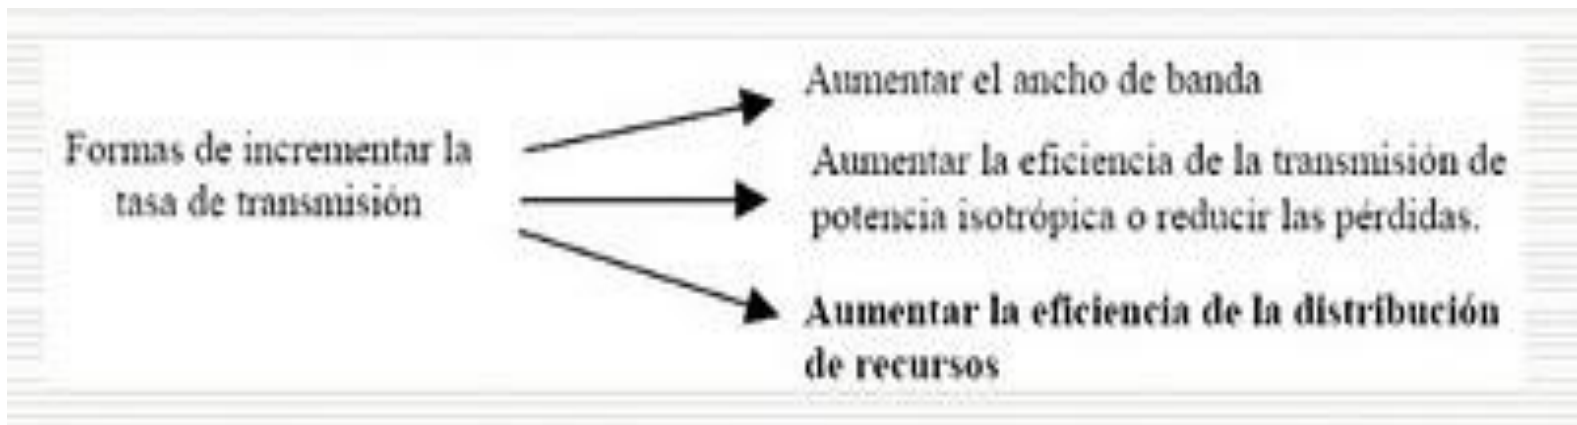 Formas de incrementar la
tasa de transmisión
Aumentar el ancho de banda
Aumentar la eficiencia de la transmisión de
potencia isotrópica o reducir las pérdidas.
Aumentar la eficiencia de la distribución
de recursos